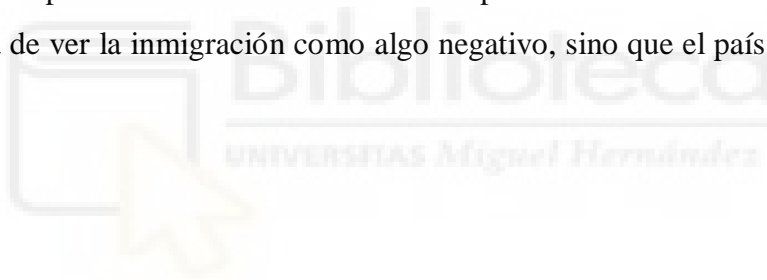 de ver la inmigración como algo negativo, sino que el país
Biblioteca
UNIVERSITAS Miguel Hernández